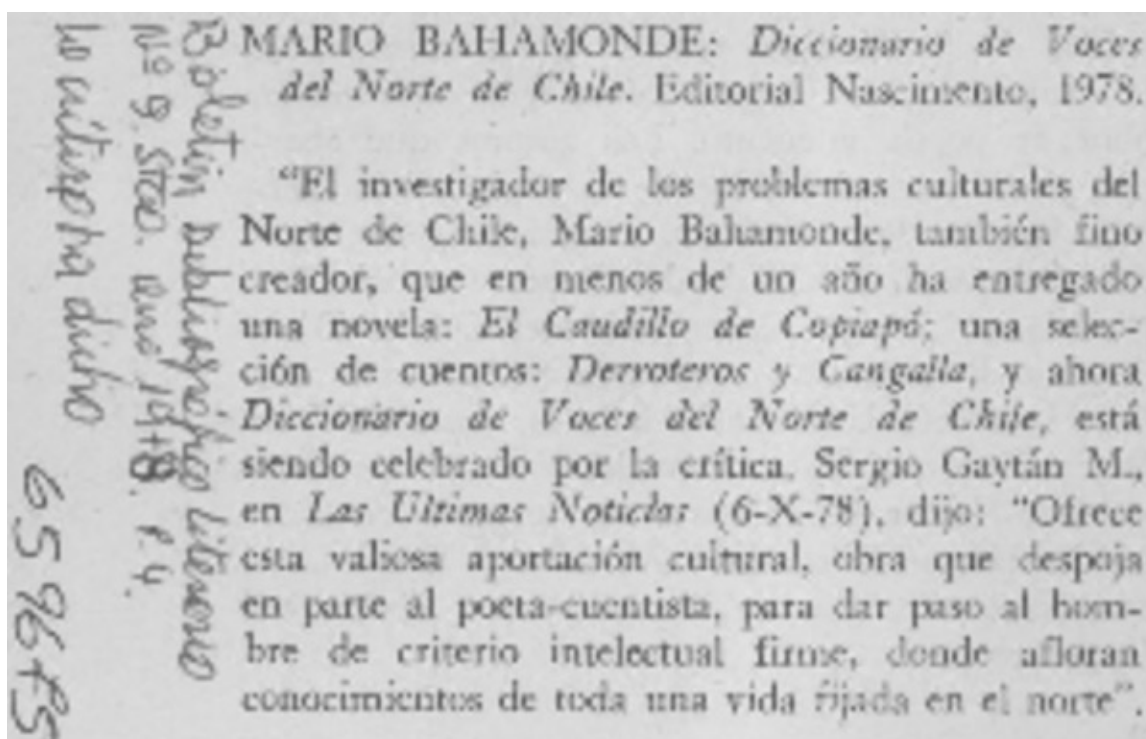 MARIO BAHAMONDE: Diccionario de Voces
del Norte de Chile. Editorial Nascimento, 1978.
“El investigador de los problemas culturales del
Norte de Chile, Mario Bahamonde, también fino
creador, que en menos de un año ha entregado
una novela: El Caudillo de Copiapó; una selec-
ción de cuentos: Derroteros y Cangalla, y ahora
Diccionario de Voces del Norte de Chile, está
siendo celebrado por la crítica. Sergio Gaytán M.,
en Las Ultimas Noticias (6-X-78), dijo: “Ofrece
esta valiosa aportación cultural, obra que despoja
en parte al poeta-cuentista, para dar paso al hom-
bre de criterio intelectual firme, donde afloran
conocimientos de toda una vida fijada en el norte”.
Boletín bibliográfico literario
Nº 9. Stgo. 1978. P. 4.
la crítica ha dicho
659675